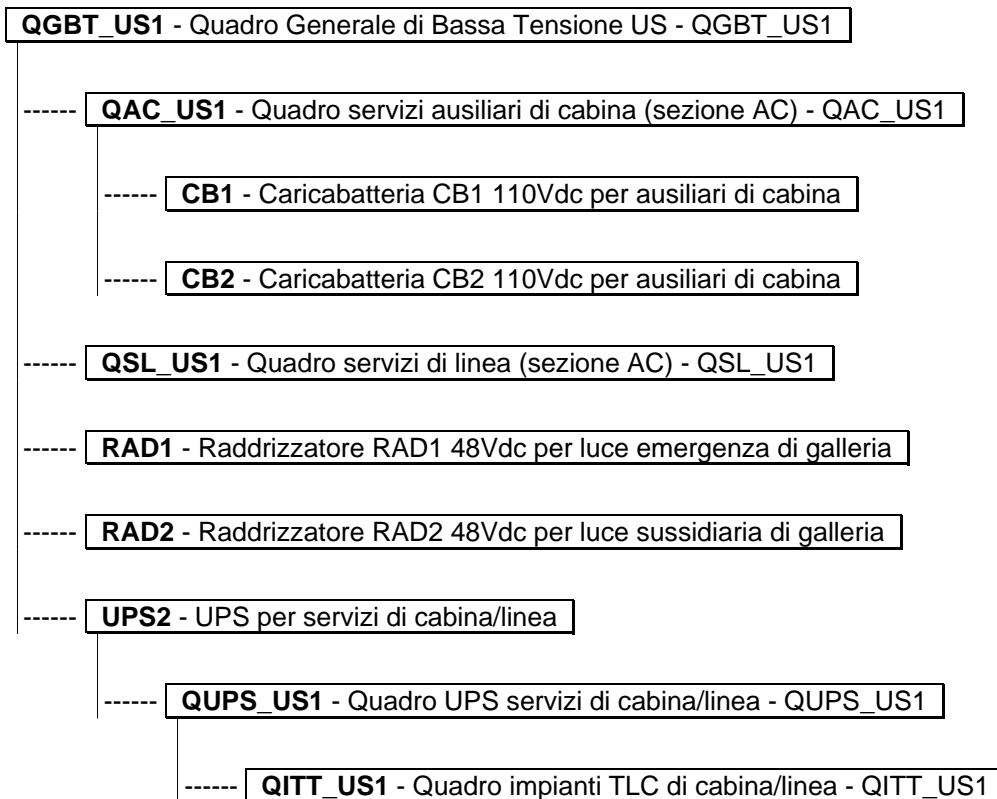 QGBT_US1 - Quadro Generale di Bassa Tensione US - QGBT_US1
------ QAC_US1 - Quadro servizi ausiliari di cabina (sezione AC) - QAC_US1
------ CB1 - Caricabatteria CB1 110Vdc per ausiliari di cabina
------ CB2 - Caricabatteria CB2 110Vdc per ausiliari di cabina
------ QSL_US1 - Quadro servizi di linea (sezione AC) - QSL_US1
------ RAD1 - Raddrizzatore RAD1 48Vdc per luce emergenza di galleria
------ RAD2 - Raddrizzatore RAD2 48Vdc per luce sussidiaria di galleria
------ UPS2 - UPS per servizi di cabina/linea
------ QUPS_US1 - Quadro UPS servizi di cabina/linea - QUPS_US1
------ QITT_US1 - Quadro impianti TLC di cabina/linea - QITT_US1